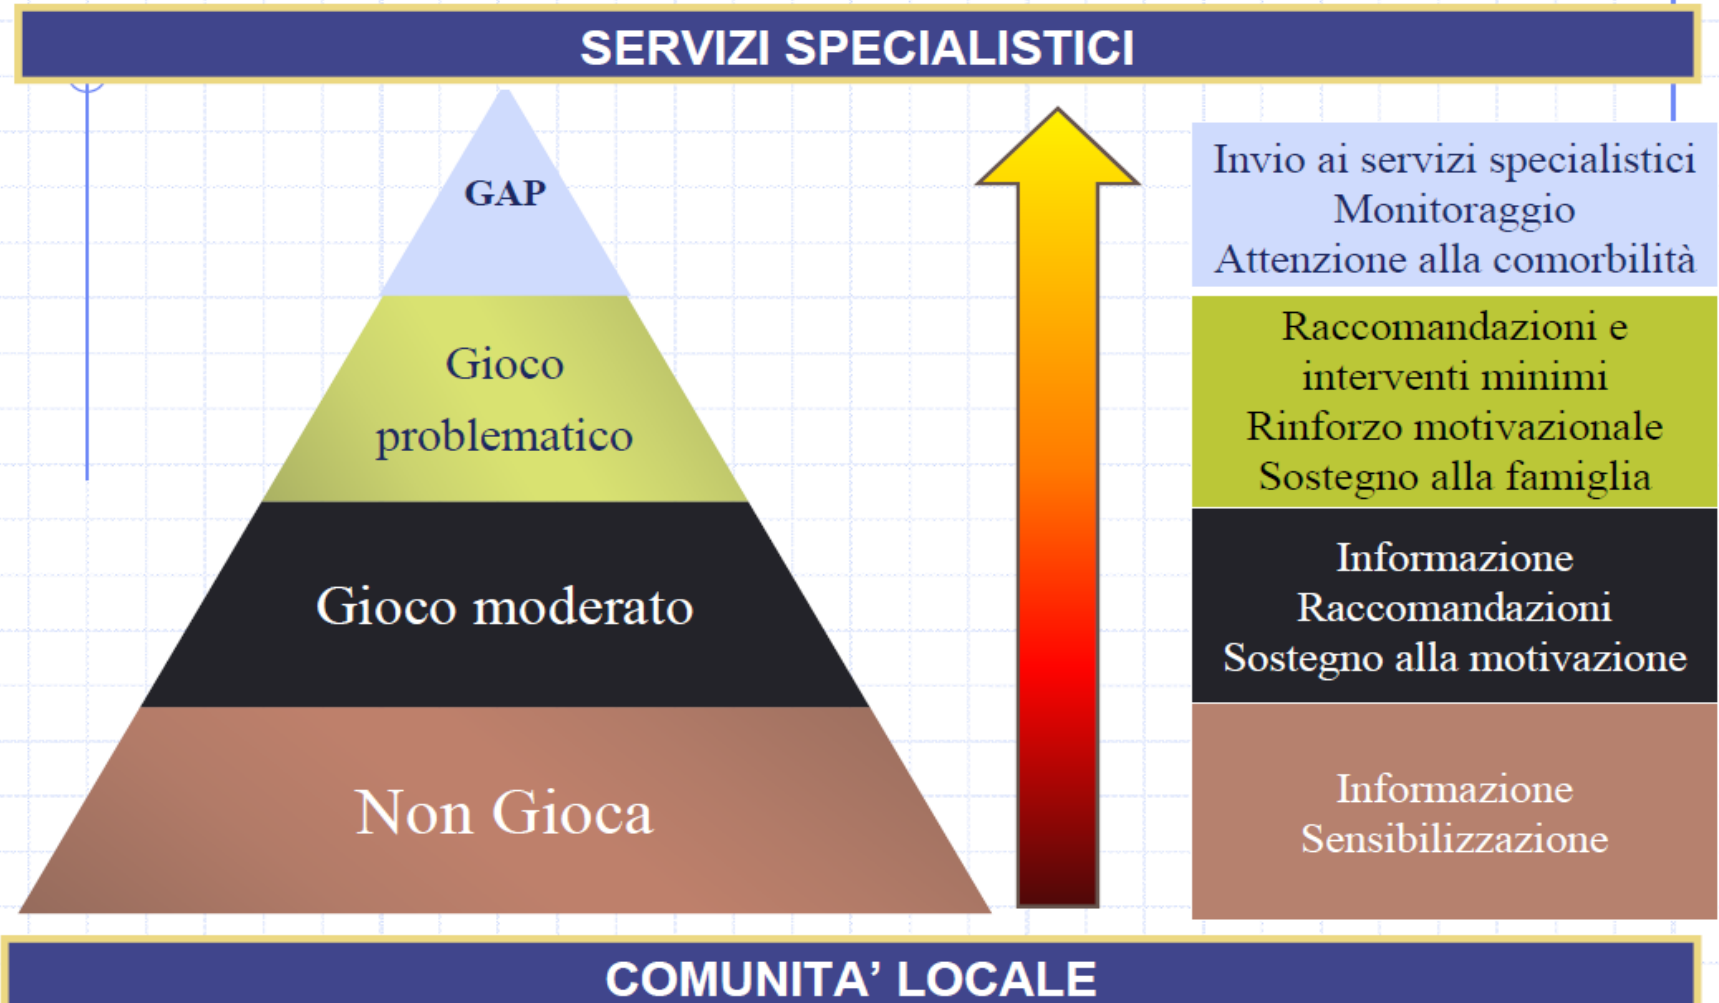 SERVIZI SPECIALISTICI
GAP
Gioco
problematico
Gioco moderato
Non Gioca
Invio ai servizi specialistici
Monitoraggio
Attenzione alla comorbilità
Raccomandazioni e
interventi minimi
Rinforzo motivazionale
Sostegno alla famiglia
Informazione
Raccomandazioni
Sostegno alla motivazione
Informazione
Sensibilizzazione
COMUNITA’ LOCALE